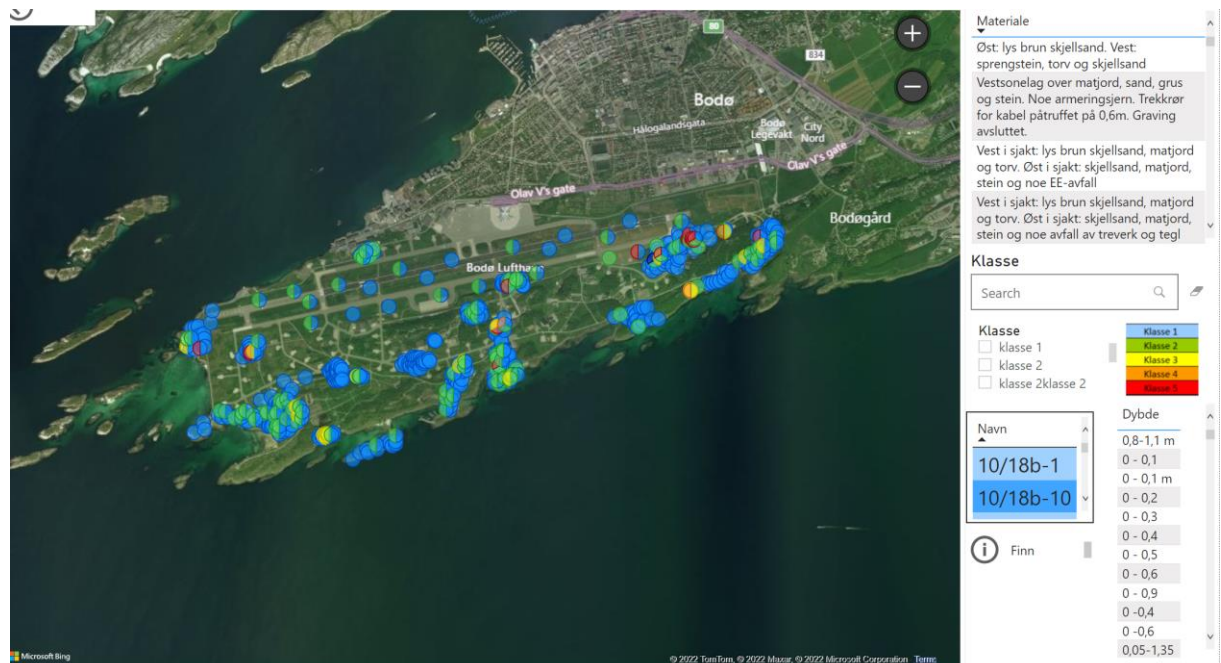 80
834
Bodø
Hålogalandsgata
Bodø
Legevakt
City
Nord
Olav V's gate
Olav V's gate
Bodøgård
Bodø Lufthavn
Microsoft Bing
© 2022 TomTom, © 2022 Maxar, © 2022 Microsoft Corporation Terms
Materiale
Øst: lys brun skjellsand. Vest:
sprengstein, torv og skjellsand
Vestsonelag over matjord, sand, grus
og stein. Noe armeringsjern. Trekkrør
for kabel påtruffet på 0,6m. Graving
avsluttet.
Vest i sjakt: lys brun skjellsand, matjord
og torv. Øst i sjakt: skjellsand, matjord,
stein og noe EE-avfall
Vest i sjakt: lys brun skjellsand, matjord
og torv. Øst i sjakt: skjellsand, matjord,
stein og noe avfall av treverk og tegl
Klasse
Search
Klasse
klasse 1
klasse 2
klasse 2klasse 2
Klasse 1
Klasse 2
Klasse 3
Klasse 4
Klasse 5
Navn
10/18b-1
10/18b-10
Finn
Dybde
0,8-1,1 m
0 - 0,1
0 - 0,1 m
0 - 0,2
0 - 0,3
0 - 0,4
0 - 0,5
0 - 0,6
0 - 0,9
0 -0,4
0 -0,6
0,05-1,35